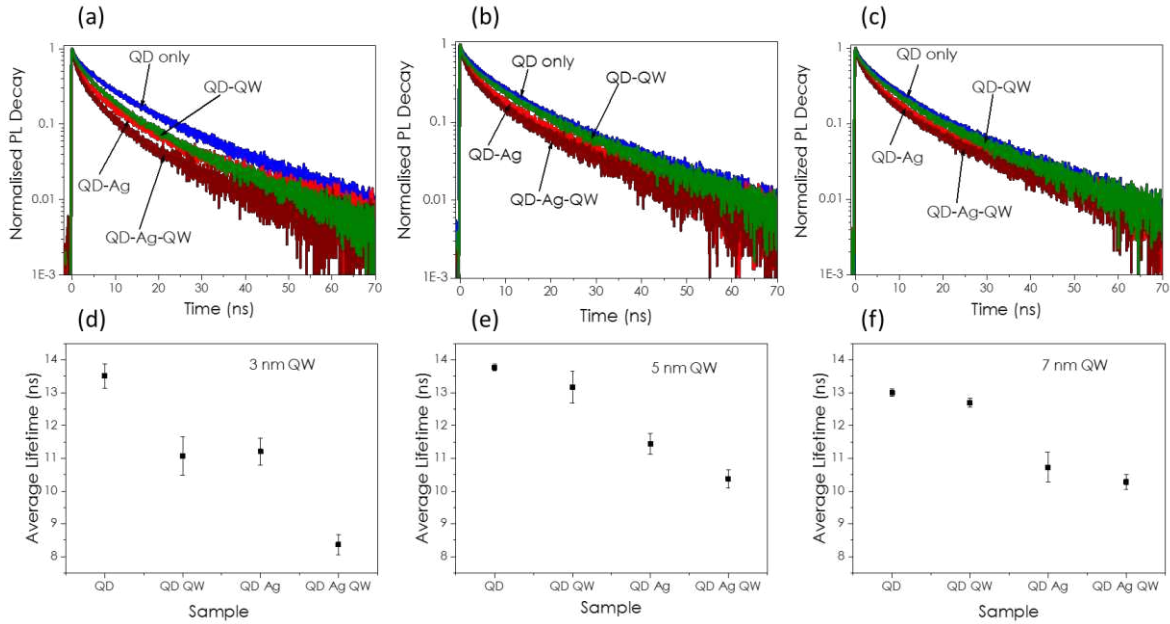 (a)
Normalised PL Decay
1
0.1
0.01
1E-3
QD only
QD-QW
QD-Ag
QD-Ag-QW
0 10 20 30 40 50 60 70
Time (ns)
(b)
Normalised PL Decay
1
0.1
0.01
1E-3
QD only
QD-QW
QD-Ag
QD-Ag-QW
0 10 20 30 40 50 60 70
Time (ns)
(c)
Normalized PL Decay
1
0.1
0.01
1E-3
QD only
QD-QW
QD-Ag
QD-Ag-QW
0 10 20 30 40 50 60 70
Time (ns)
(d)
Average Lifetime (ns)
14
13
12
11
10
9
8
3 nm QW
QD QD QW QD Ag QD Ag QW
Sample
(e)
Average Lifetime (ns)
14
13
12
11
10
9
8
5 nm QW
QD QD QW QD Ag QD Ag QW
Sample
(f)
Average Lifetime (ns)
14
13
12
11
10
9
8
7 nm QW
QD QD QW QD Ag QD Ag QW
Sample